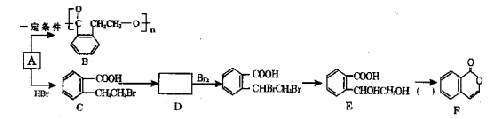 一定条件
O
C CH₂CH₂—O
n
B
A
HBr
COOH
CH₂CH₂Br
C
D
Br₂
COOH
CHBrCH₂Br
E
COOH
CHOHCH₂OH
( )
O
O
F